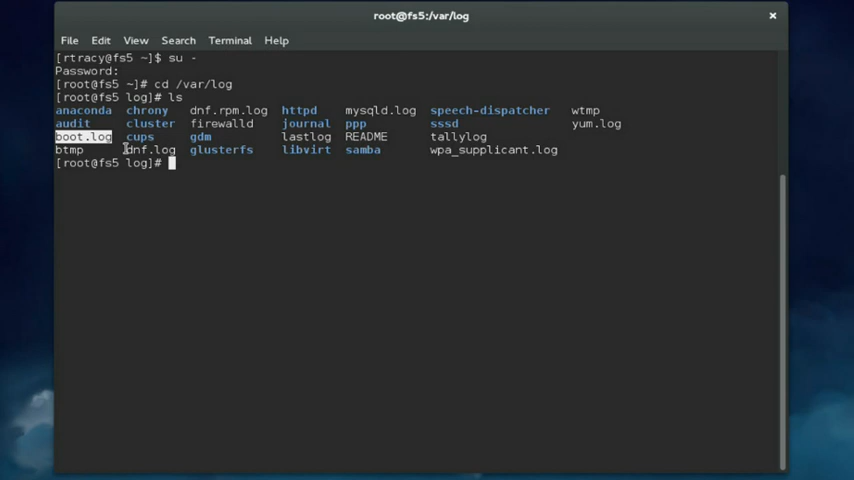 root@fs5:/var/log
File Edit View Search Terminal Help
[rtracy@fs5 ~]$ su -
Password:
[root@fs5 ~]# cd /var/log
[root@fs5 log]# ls
anaconda chrony dnf.rpm.log httpd mysqld.log speech-dispatcher wtmp
audit cluster firewalld journal ppp sssd yum.log
boot.log cups gdm lastlog README tallylog
btmp dnf.log glusterfs libvirt samba wpa_supplicant.log
[root@fs5 log]#